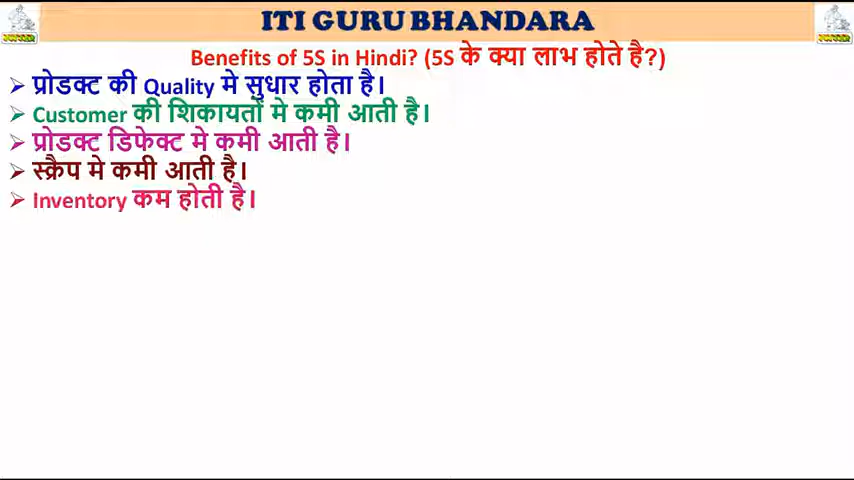 ITI GURU BHANDARA
Benefits of 5S in Hindi? (5S के क्या लाभ होते है?)
➢ प्रोडक्ट की Quality मे सुधार होता है।
➢ Customer की शिकायतों मे कमी आती है।
➢ प्रोडक्ट डिफेक्ट मे कमी आती है।
➢ स्क्रैप मे कमी आती है।
➢ Inventory कम होती है।